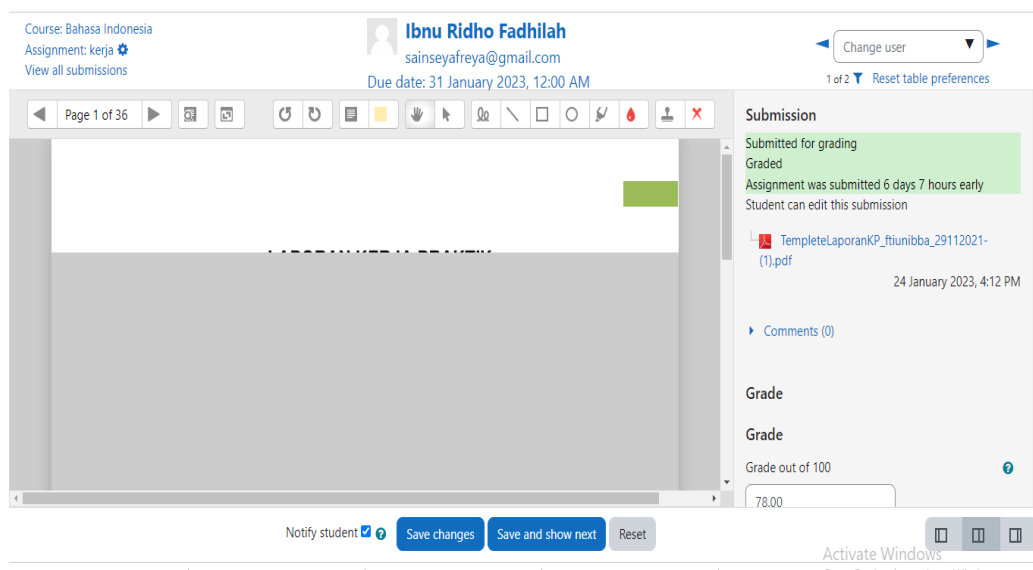 Course: Bahasa Indonesia
Assignment: kerja
View all submissions
Ibnu Ridho Fadhilah
sainseyafreya@gmail.com
Due date: 31 January 2023, 12:00 AM
Change user
1 of 2 Reset table preferences
Page 1 of 36
LAPORAN KERJA PRAKTIK
Submission
Submitted for grading
Graded
Assignment was submitted 6 days 7 hours early
Student can edit this submission
TempleteLaporanKP_ftiunibba_29112021-
(1).pdf
24 January 2023, 4:12 PM
Comments (0)
Grade
Grade
Grade out of 100
78.00
Notify student
Save changes
Save and show next
Reset
Activate Windows